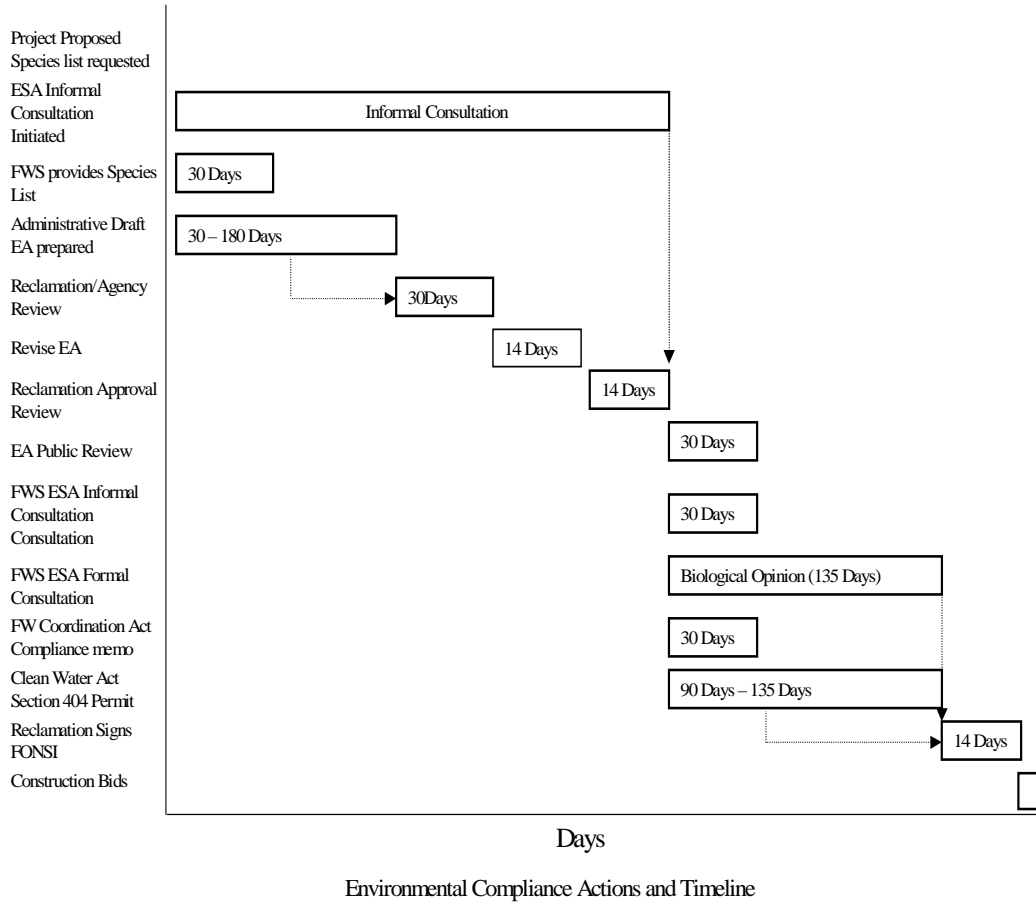 Project Proposed
Species list requested
ESA Informal
Consultation
Initiated
Informal Consultation
FWS provides Species
List
30 Days
Administrative Draft
EA prepared
30 – 180 Days
Reclamation/Agency
Review
30Days
Revise EA
14 Days
Reclamation Approval
Review
14 Days
EA Public Review
30 Days
FWS ESA Informal
Consultation
Consultation
30 Days
FWS ESA Formal
Consultation
Biological Opinion (135 Days)
FW Coordination Act
Compliance memo
30 Days
Clean Water Act
Section 404 Permit
90 Days – 135 Days
Reclamation Signs
FONSI
14 Days
Construction Bids
Days
Environmental Compliance Actions and Timeline